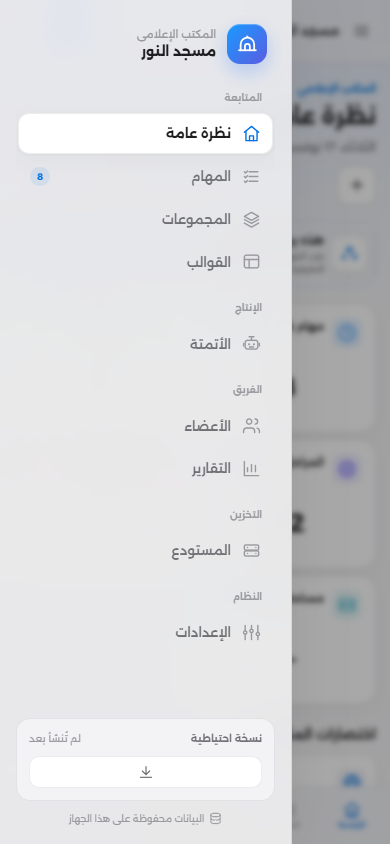 المكتب الإعلامي
مسجد النور
المتابعة
نظرة عامة
المهام
8
المجموعات
القوالب
الإنتاج
الأتمتة
الفريق
الأعضاء
التقارير
التخزين
المستودع
النظام
الإعدادات
نسخة احتياطية
لم تُنشأ بعد
البيانات محفوظة على هذا الجهاز